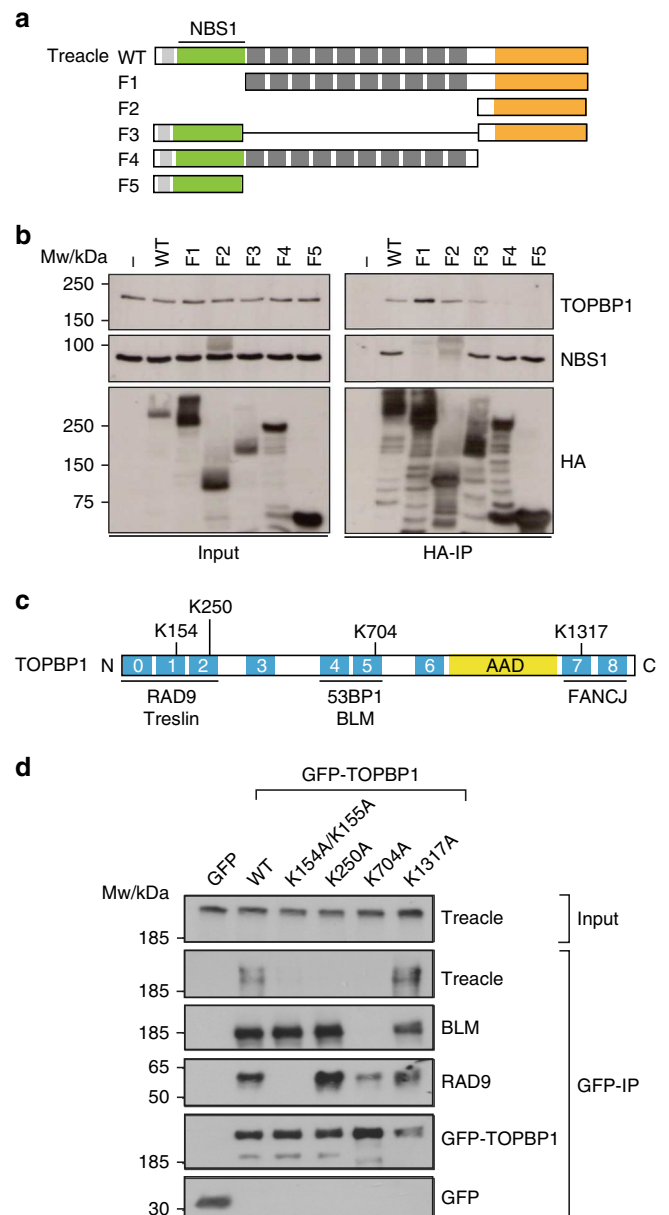 a
NBS1
Treacle WT
F1
F2
F3
F4
F5
b
Mw/kDa – WT F1 F2 F3 F4 F5 – WT F1 F2 F3 F4 F5
250
150
TOPBP1
100
NBS1
250
150
75
HA
Input HA-IP
c
K250
K154 K704 K1317
TOPBP1 N 0 1 2 3 4 5 6 AAD 7 8 C
RAD9 53BP1 FANCJ
Treslin BLM
d
GFP-TOPBP1
GFP WT K154A/K155A K250A K704A K1317A
Mw/kDa
Treacle Input
185
Treacle
185
185 BLM
65
RAD9
50
GFP-IP
GFP-TOPBP1
185
GFP
30